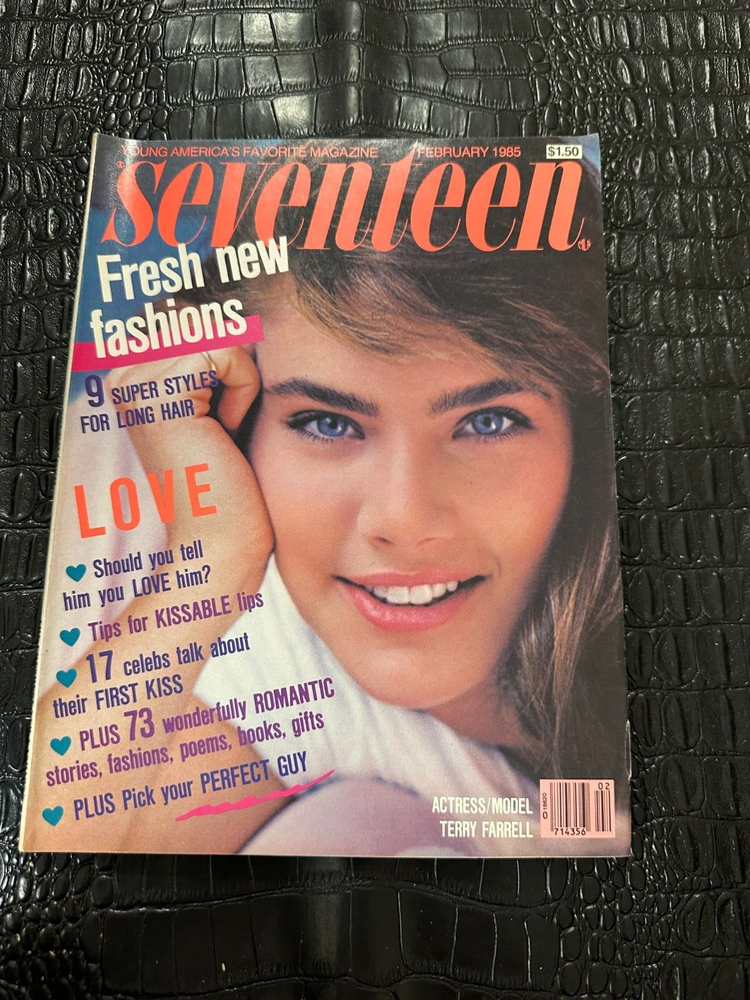 YOUNG AMERICA'S FAVORITE MAGAZINE FEBRUARY 1985 $1.50
seventeen
Fresh new
fashions
9 SUPER STYLES
FOR LONG HAIR
LOVE
Should you tell
him you LOVE him?
Tips for KISSABLE lips
17 celebs talk about
their FIRST KISS
PLUS 73 wonderfully ROMANTIC
stories, fashions, poems, books, gifts
PLUS Pick your PERFECT GUY
ACTRESS/MODEL
TERRY FARRELL
02
714356